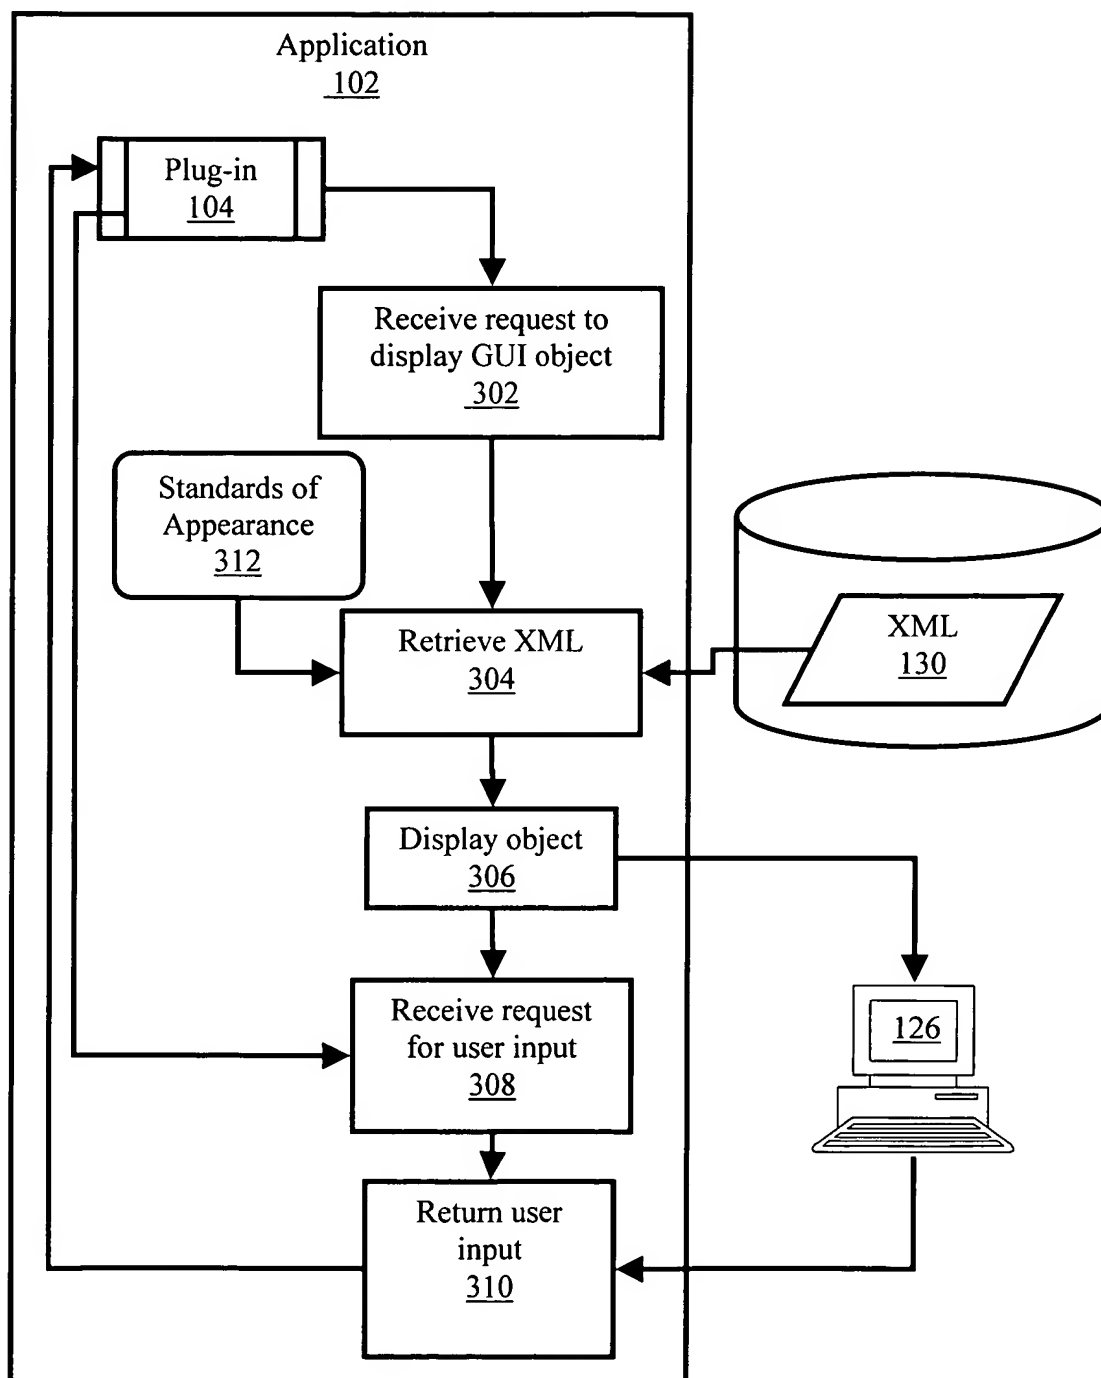 Application
102
Plug-in
104
Receive request to
display GUI object
302
Standards of
Appearance
312
Retrieve XML
304
XML
130
Display object
306
Receive request
for user input
308
126
Return user
input
310